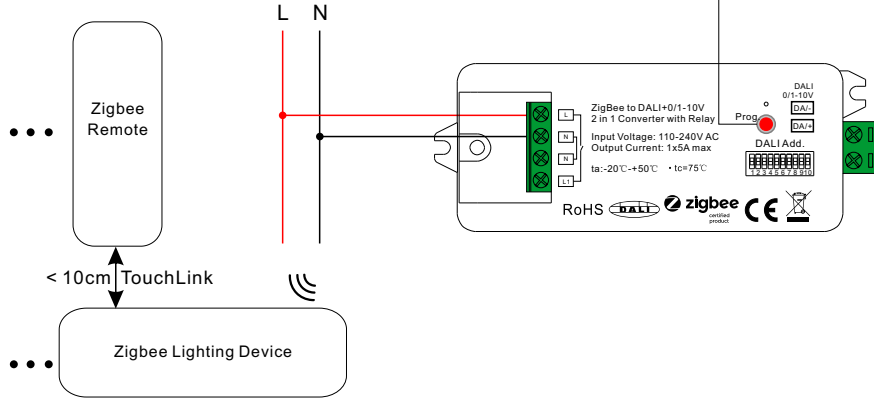 L N
Zigbee
Remote
< 10cm TouchLink
Zigbee Lighting Device
L
N
N
L1
ZigBee to DALI+0/1-10V
2 in 1 Converter with Relay
Input Voltage: 110-240V AC
Output Current: 1x5A max
ta:-20℃-+50℃ • tc=75℃
RoHS DALI zigbee CE
certified
product
Prog.
DALI
0/1-10V
DA/-
DA/+
DALI Add.
1 2 3 4 5 6 7 8 9 10